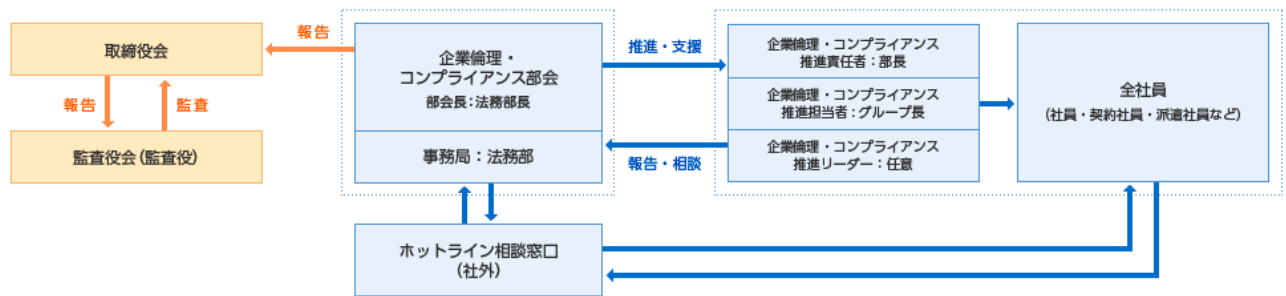 取締役会
報告
監査
監査役会(監査役)
報告
企業倫理・
コンプライアンス部会
部会長:法務部長
事務局:法務部
推進・支援
報告・相談
企業倫理・コンプライアンス
推進責任者:部長
企業倫理・コンプライアンス
推進担当者:グループ長
企業倫理・コンプライアンス
推進リーダー:任意
全社員
(社員・契約社員・派遣社員など)
ホットライン相談窓口
(社外)